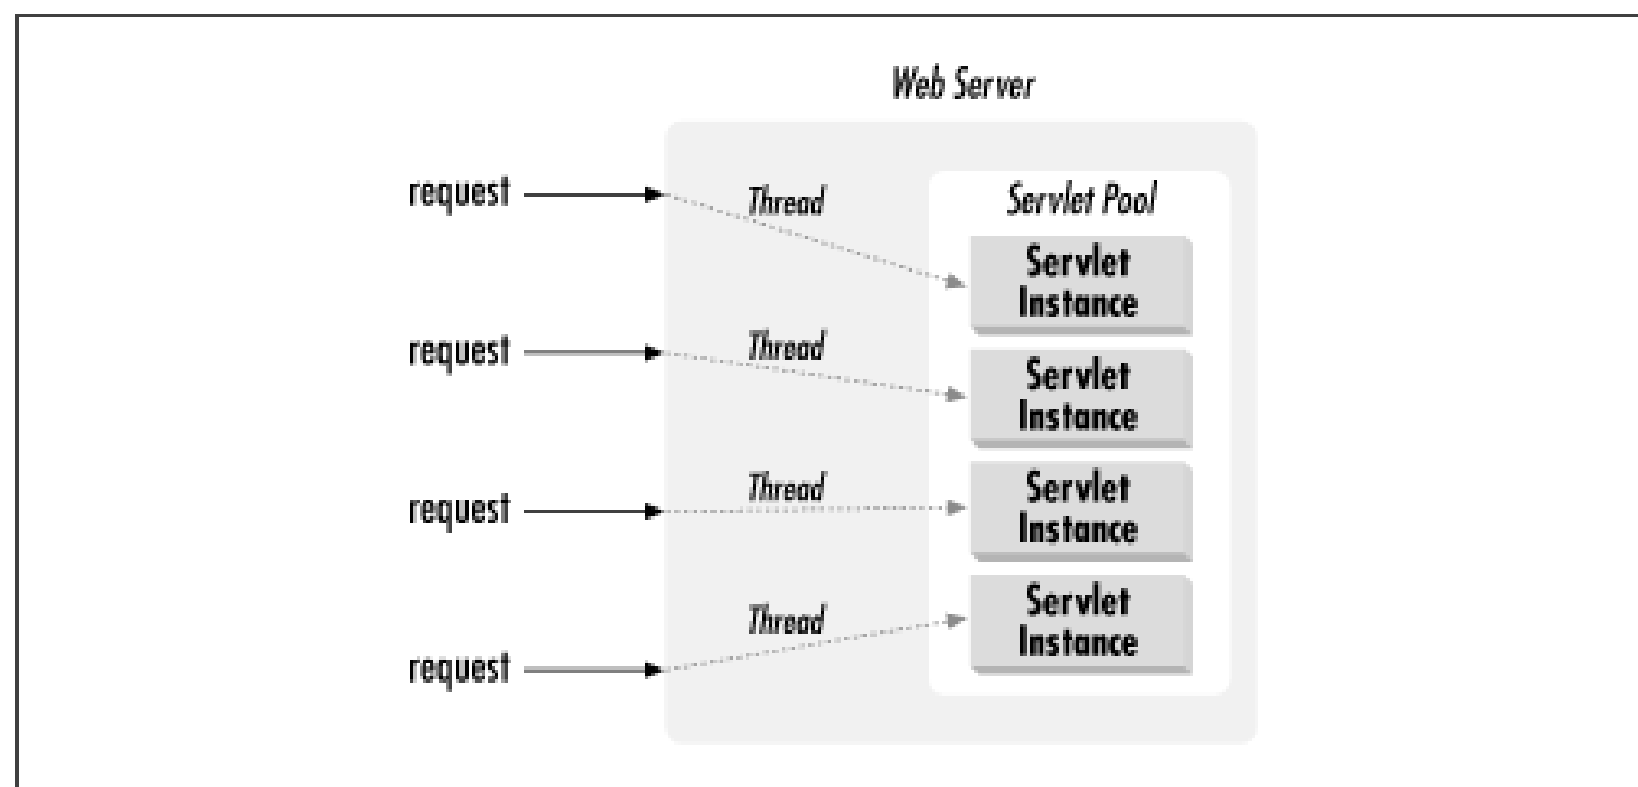 Web Server
request
Thread
Servlet Pool
Servlet
Instance
request
Thread
Servlet
Instance
request
Thread
Servlet
Instance
request
Thread
Servlet
Instance